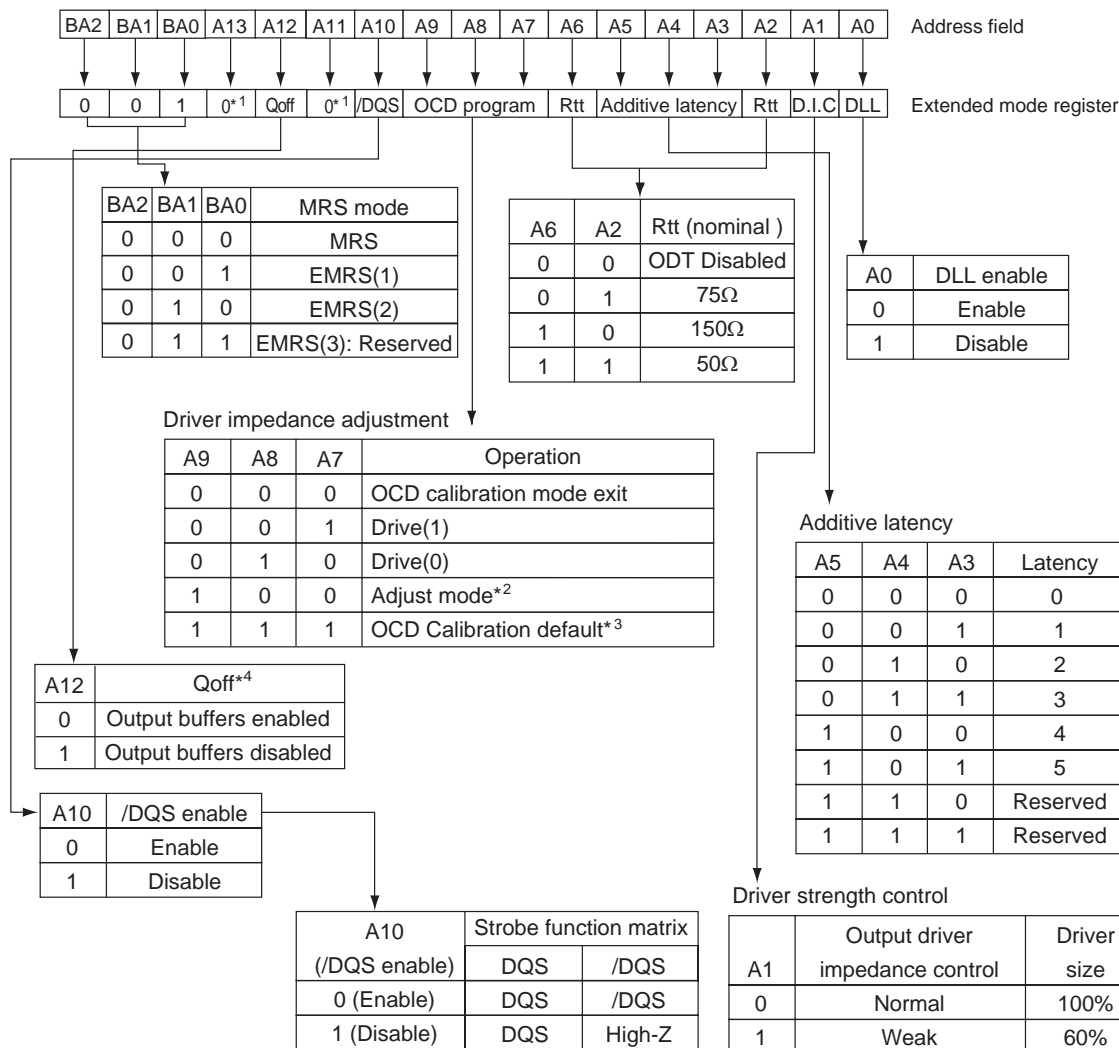 BA2 BA1 BA0 A13 A12 A11 A10 A9 A8 A7 A6 A5 A4 A3 A2 A1 A0 Address field
0 0 1 0*1 Qoff 0*1 /DQS OCD program Rtt Additive latency Rtt D.I.C DLL Extended mode register
BA2 BA1 BA0 MRS mode
0 0 0 MRS
0 0 1 EMRS(1)
0 1 0 EMRS(2)
0 1 1 EMRS(3): Reserved
A6 A2 Rtt (nominal )
0 0 ODT Disabled
0 1 75Ω
1 0 150Ω
1 1 50Ω
A0 DLL enable
0 Enable
1 Disable
Driver impedance adjustment
A9 A8 A7 Operation
0 0 0 OCD calibration mode exit
0 0 1 Drive(1)
0 1 0 Drive(0)
1 0 0 Adjust mode*2
1 1 1 OCD Calibration default*3
Additive latency
A5 A4 A3 Latency
0 0 0 0
0 0 1 1
0 1 0 2
0 1 1 3
1 0 0 4
1 0 1 5
1 1 0 Reserved
1 1 1 Reserved
A12 Qoff*4
0 Output buffers enabled
1 Output buffers disabled
A10 /DQS enable
0 Enable
1 Disable
A10 Strobe function matrix
(/DQS enable) DQS /DQS
0 (Enable) DQS /DQS
1 (Disable) DQS High-Z
Driver strength control
Output driver Driver
A1 impedance control size
0 Normal 100%
1 Weak 60%